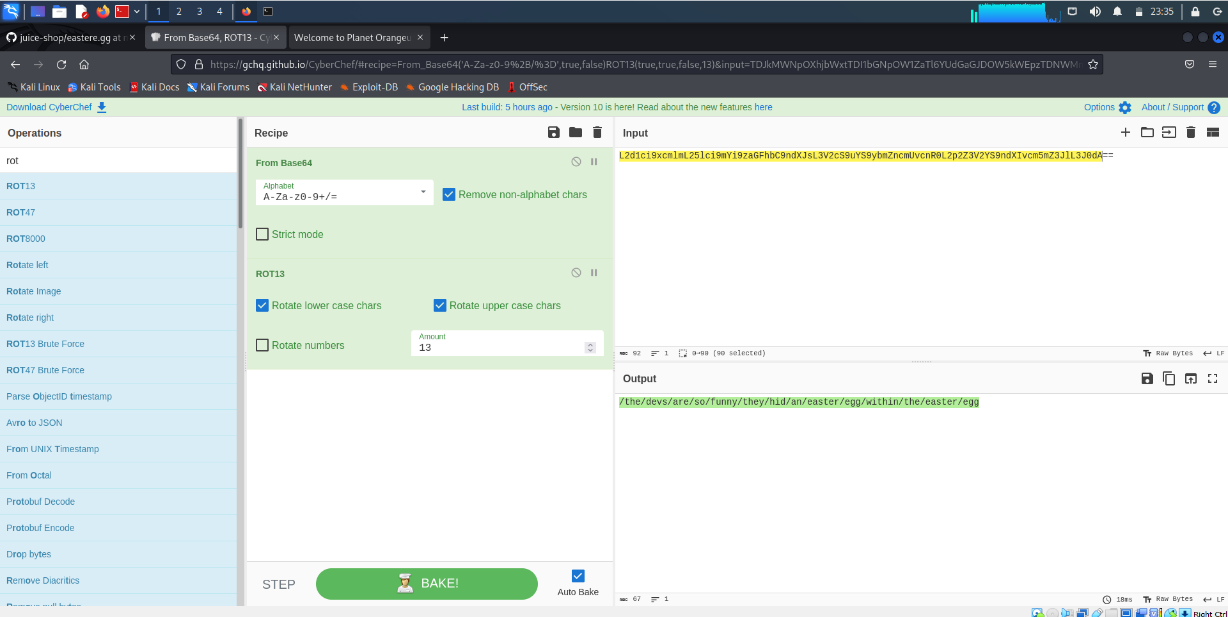 1 2 3 4 23:35
juice-shop/eastere.gg at r × From Base64, ROT13 - Cy × Welcome to Planet Orangeu × +
https://gchq.github.io/CyberChef/#recipe=From_Base64('A-Za-z0-9%2B/%3D',true,false)ROT13(true,true,false,13)&input=
Kali Linux Kali Tools Kali Docs Kali Forums Kali NetHunter Exploit-DB Google Hacking DB OffSec
Download CyberChef Last build: 5 hours ago - Version 10 is here! Read about the new features here Options About / Support
Operations Recipe Input
rot
From Base64
Alphabet
A-Za-z0-9+/=
Remove non-alphabet chars
Strict mode
ROT13
Rotate lower case chars Rotate upper case chars
Rotate numbers
Amount
13
ROT13
ROT47
ROT8000
Rotate left
Rotate Image
Rotate right
ROT13 Brute Force
ROT47 Brute Force
Parse ObjectID timestamp
Avro to JSON
From UNIX Timestamp
From Octal
Protobuf Decode
Protobuf Encode
Drop bytes
Remove Diacritics
Remove null bytes
STEP BAKE! Auto Bake
L2d1ci9xcmlmL25lci9mYi9zaGFhbC9ndXJsL3V2cS9uYS9ybmZncmUvcnR0L2p2Z3V2YS9ndXIvcm5mZ3JlL3J0dA==
92 1 0→90 (90 selected) Raw Bytes LF
Output
/the/devs/are/so/funny/they/hid/an/easter/egg/within/the/easter/egg
67 1 18ms Raw Bytes LF
Right Ctrl